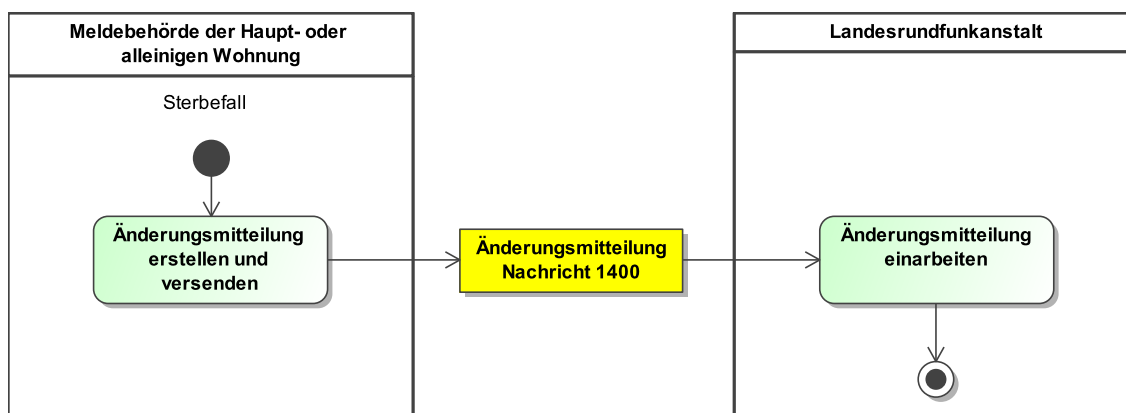 Meldebehörde der Haupt- oder
alleinigen Wohnung
Landesrundfunkanstalt
Sterbefall
Änderungsmitteilung
erstellen und
versenden
Änderungsmitteilung
Nachricht 1400
Änderungsmitteilung
einarbeiten